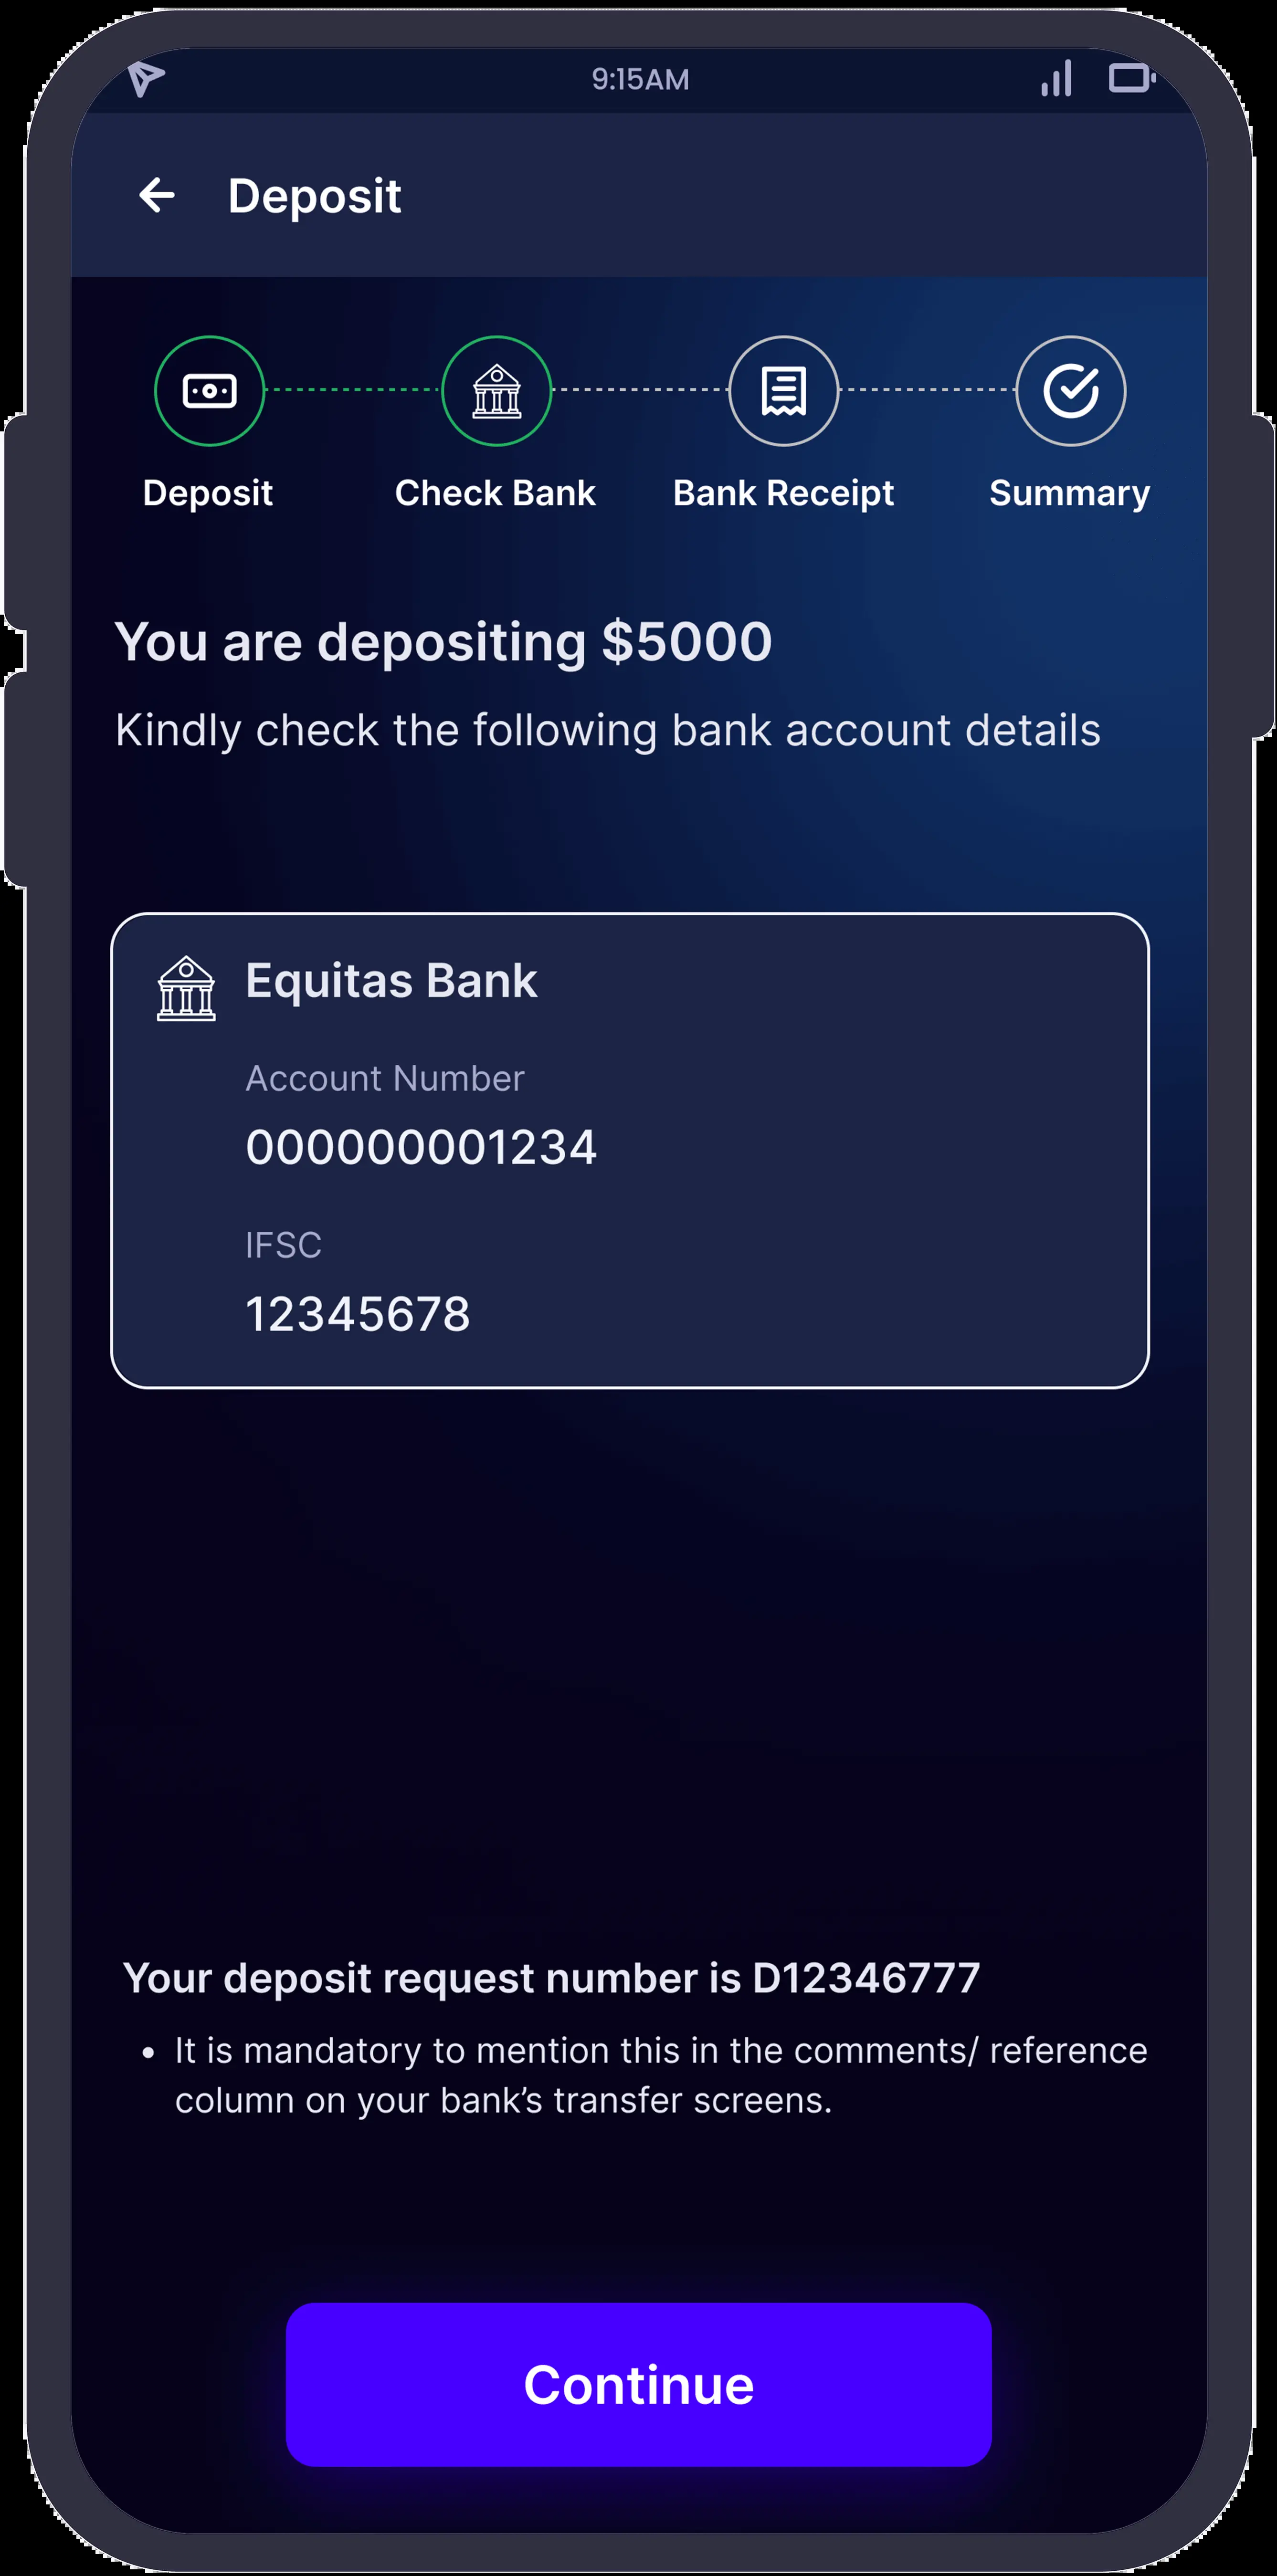 9:15AM
Deposit
Deposit
Check Bank
Bank Receipt
Summary
You are depositing $5000
Kindly check the following bank account details
Equitas Bank
Account Number
000000001234
IFSC
12345678
Your deposit request number is D12346777
• It is mandatory to mention this in the comments/ reference
column on your bank’s transfer screens.
Continue